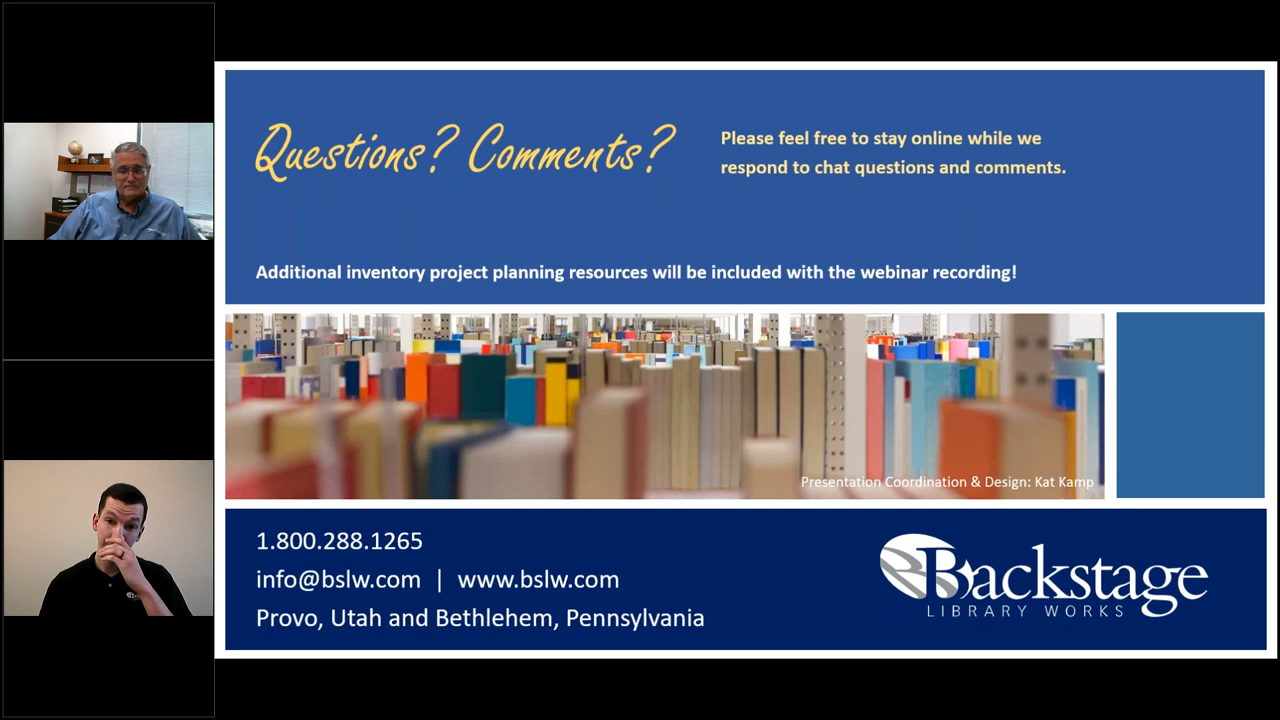 Questions? Comments?
Please feel free to stay online while we
respond to chat questions and comments.
Additional inventory project planning resources will be included with the webinar recording!
Presentation Coordination & Design: Kat Kamp
1.800.288.1265
info@bslw.com | www.bslw.com
Provo, Utah and Bethlehem, Pennsylvania
Backstage
LIBRARY WORKS